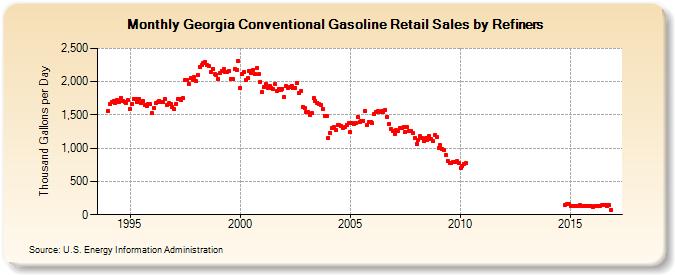 Monthly Georgia Conventional Gasoline Retail Sales by Refiners
Thousand Gallons per Day
2,500
2,000
1,500
1,000
500
0
1995 2000 2005 2010 2015
Source: U.S. Energy Information Administration